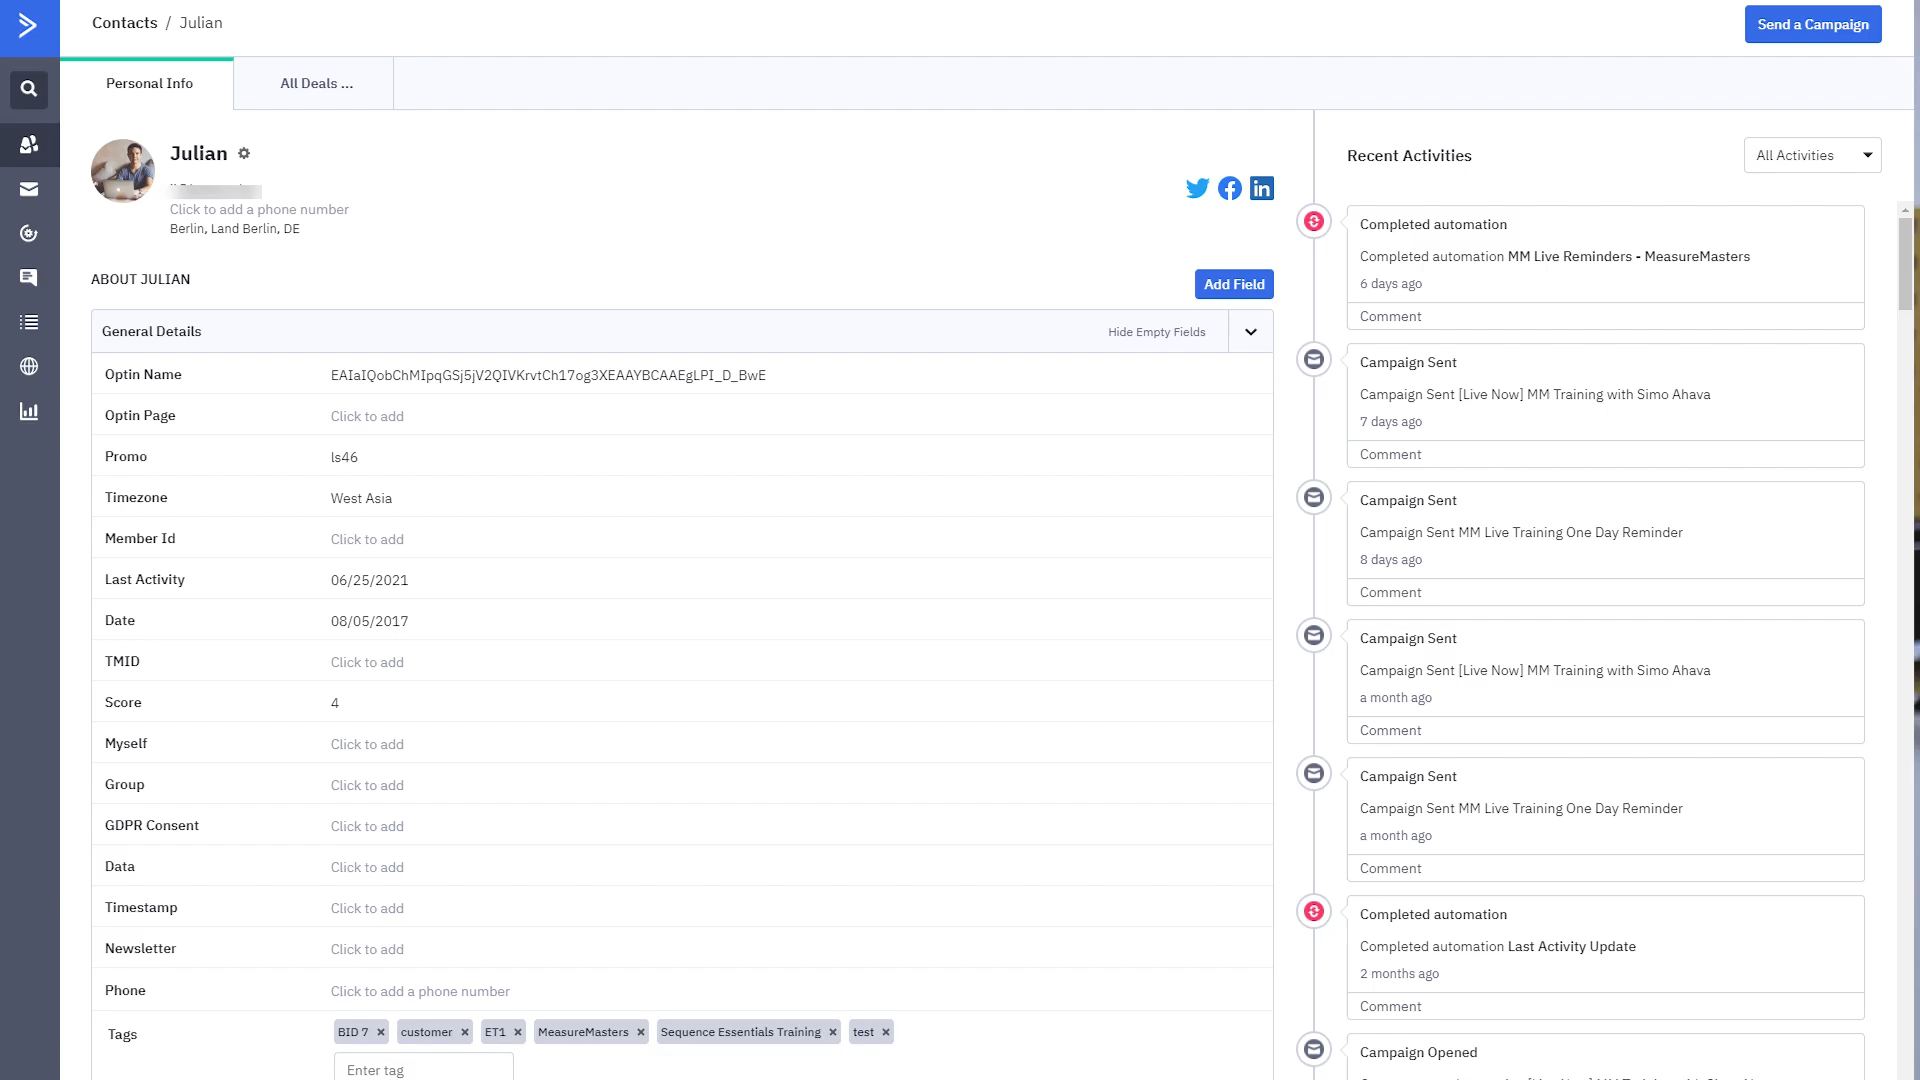 Contacts / Julian
Send a Campaign
Personal Info
All Deals ...
Julian
Click to add a phone number
Berlin, Land Berlin, DE
ABOUT JULIAN
Add Field
General Details
Hide Empty Fields
Optin Name
EAIaIQobChMIpqGSj5jV2QIVKrvtCh17og3XEAAYBCAAEgLPI_D_BwE
Optin Page
Click to add
Promo
ls46
Timezone
West Asia
Member Id
Click to add
Last Activity
06/25/2021
Date
08/05/2017
TMID
Click to add
Score
4
Myself
Click to add
Group
Click to add
GDPR Consent
Click to add
Data
Click to add
Timestamp
Click to add
Newsletter
Click to add
Phone
Click to add a phone number
Tags
BID 7 × customer × ET1 × MeasureMasters × Sequence Essentials Training × test ×
Enter tag
Recent Activities
All Activities
Completed automation
Completed automation MM Live Reminders - MeasureMasters
6 days ago
Comment
Campaign Sent
Campaign Sent [Live Now] MM Training with Simo Ahava
7 days ago
Comment
Campaign Sent
Campaign Sent MM Live Training One Day Reminder
8 days ago
Comment
Campaign Sent
Campaign Sent [Live Now] MM Training with Simo Ahava
a month ago
Comment
Campaign Sent
Campaign Sent MM Live Training One Day Reminder
a month ago
Comment
Completed automation
Completed automation Last Activity Update
2 months ago
Comment
Campaign Opened